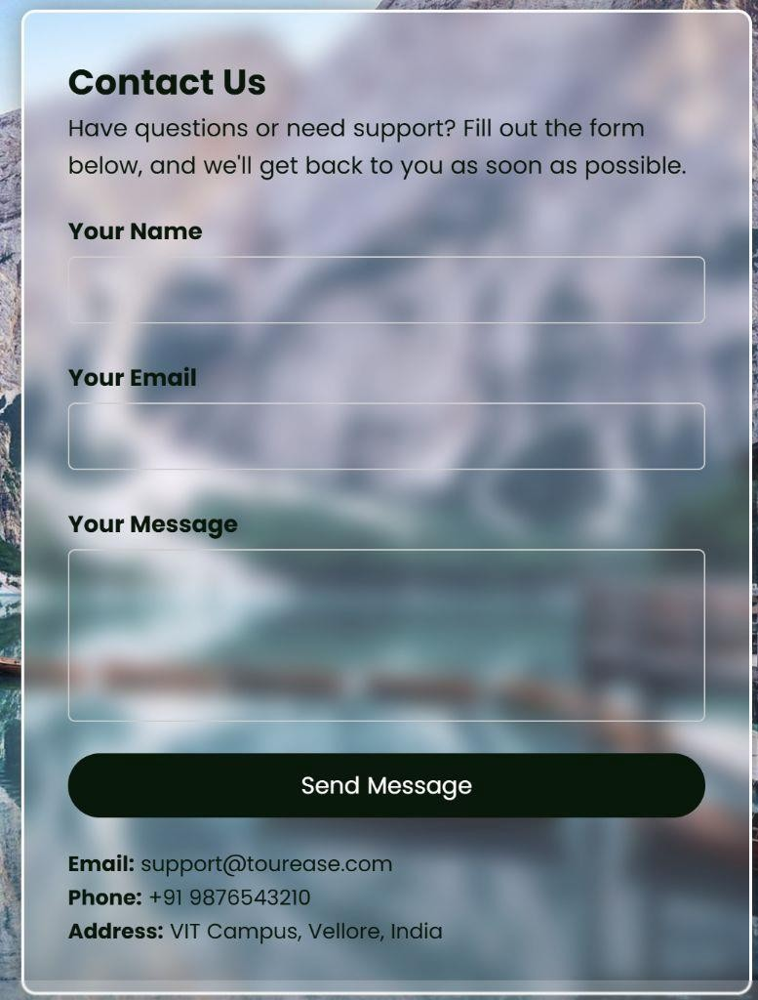 Contact Us
Have questions or need support? Fill out the form
below, and we'll get back to you as soon as possible.
Your Name
Your Email
Your Message
Send Message
Email: support@tourease.com
Phone: +91 9876543210
Address: VIT Campus, Vellore, India